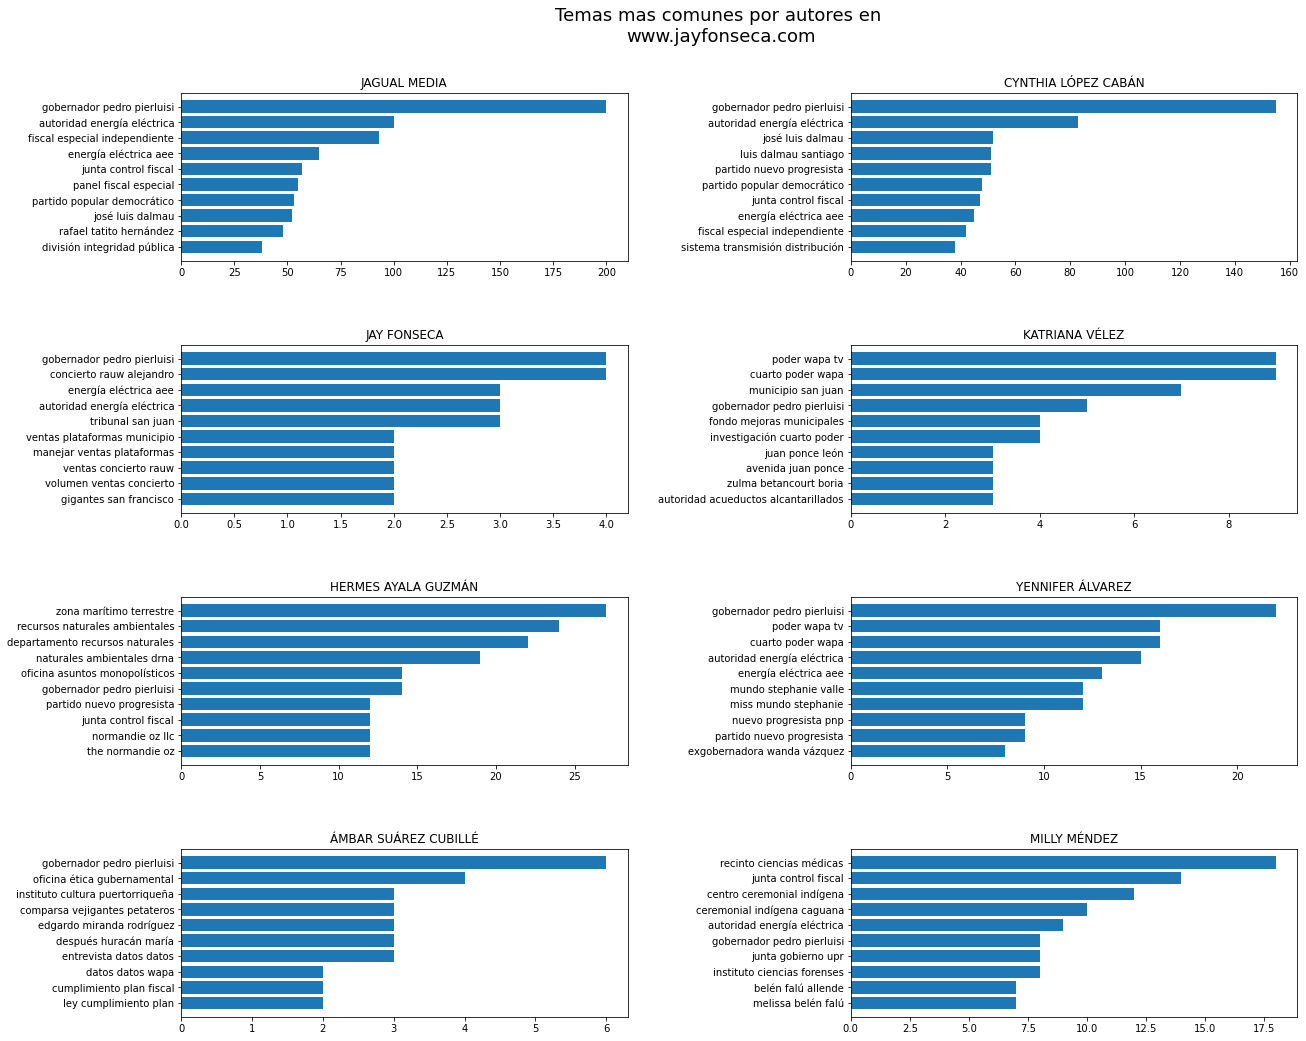 Temas mas comunes por autores en
www.jayfonseca.com
JAGUAL MEDIA
gobernador pedro pierluisi
autoridad energía eléctrica
fiscal especial independiente
energía eléctrica aee
junta control fiscal
panel fiscal especial
partido popular democrático
josé luis dalmau
rafael tatito hernández
división integridad pública
0 25 50 75 100 125 150 175 200
CYNTHIA LÓPEZ CABÁN
gobernador pedro pierluisi
autoridad energía eléctrica
josé luis dalmau
luis dalmau santiago
partido nuevo progresista
partido popular democrático
junta control fiscal
energía eléctrica aee
fiscal especial independiente
sistema transmisión distribución
0 20 40 60 80 100 120 140 160
JAY FONSECA
gobernador pedro pierluisi
concierto rauw alejandro
energía eléctrica aee
autoridad energía eléctrica
tribunal san juan
ventas plataformas municipio
manejar ventas plataformas
ventas concierto rauw
volumen ventas concierto
gigantes san francisco
0.0 0.5 1.0 1.5 2.0 2.5 3.0 3.5 4.0
KATRIANA VÉLEZ
poder wapa tv
cuarto poder wapa
municipio san juan
gobernador pedro pierluisi
fondo mejoras municipales
investigación cuarto poder
juan ponce león
avenida juan ponce
zulma betancourt boria
autoridad acueductos alcantarillados
0 2 4 6 8
HERMES AYALA GUZMÁN
zona marítimo terrestre
recursos naturales ambientales
departamento recursos naturales
naturales ambientales drna
oficina asuntos monopolísticos
gobernador pedro pierluisi
partido nuevo progresista
junta control fiscal
normandie oz llc
the normandie oz
0 5 10 15 20 25
YENNIFER ÁLVAREZ
gobernador pedro pierluisi
poder wapa tv
cuarto poder wapa
autoridad energía eléctrica
energía eléctrica aee
mundo stephanie valle
miss mundo stephanie
nuevo progresista pnp
partido nuevo progresista
exgobernadora wanda vázquez
0 5 10 15 20
ÁMBAR SUÁREZ CUBILLÉ
gobernador pedro pierluisi
oficina ética gubernamental
instituto cultura puertorriqueña
comparsa vejigantes petateros
edgardo miranda rodríguez
después huracán maría
entrevista datos datos
datos datos wapa
cumplimiento plan fiscal
ley cumplimiento plan
0 1 2 3 4 5 6
MILLY MÉNDEZ
recinto ciencias médicas
junta control fiscal
centro ceremonial indígena
ceremonial indígena caguana
autoridad energía eléctrica
gobernador pedro pierluisi
junta gobierno upr
instituto ciencias forenses
belén falú allende
melissa belén falú
0.0 2.5 5.0 7.5 10.0 12.5 15.0 17.5